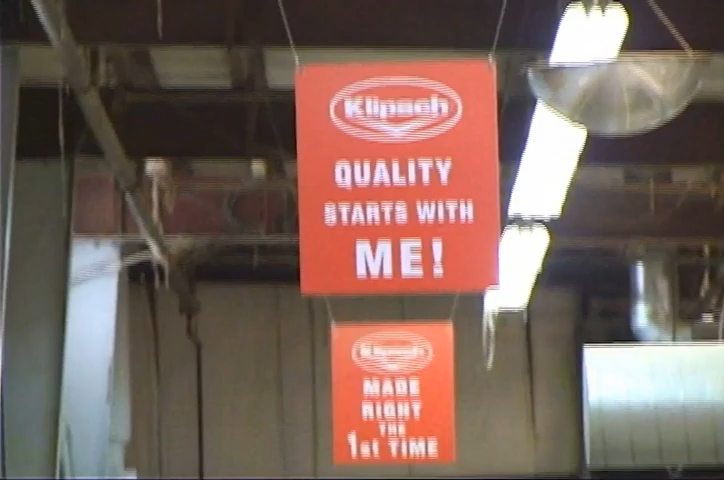 Klipsch
QUALITY
STARTS WITH
ME!
Klipsch
MADE
RIGHT
THE
1st TIME